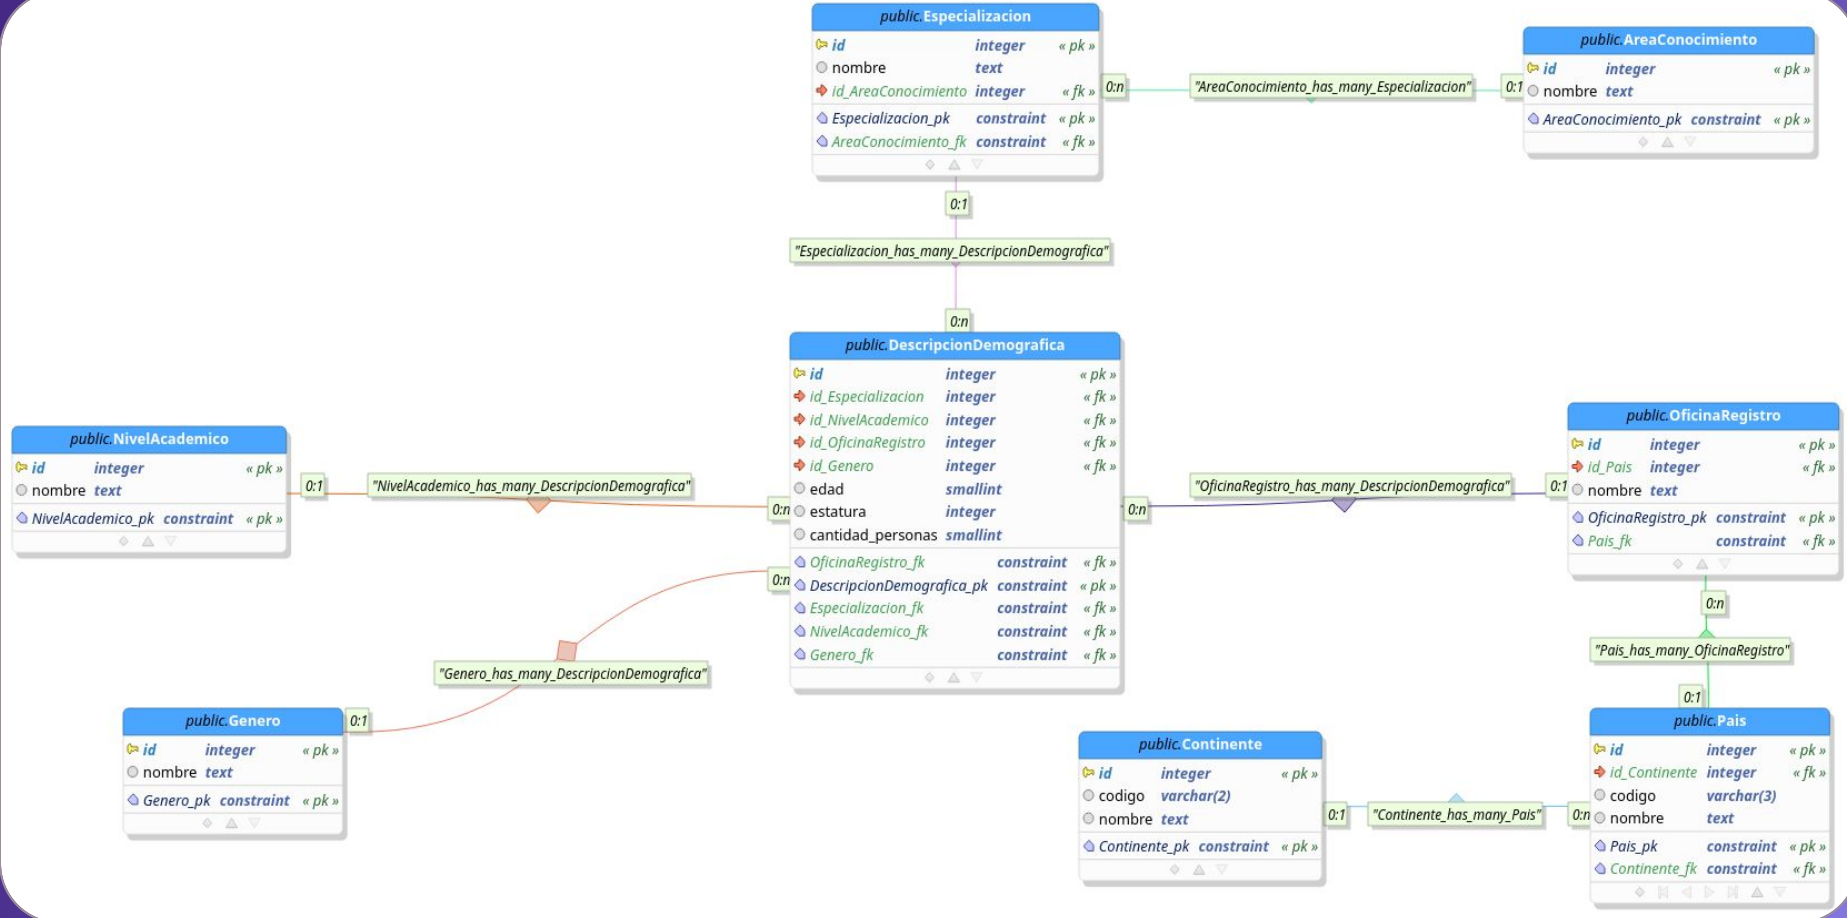 public.Especializacion
id integer « pk »
nombre text
id_AreaConocimiento integer « fk »
Especializacion_pk constraint « pk »
AreaConocimiento_fk constraint « fk »
0:n
"AreaConocimiento_has_many_Especializacion"
0:1
public.AreaConocimiento
id integer « pk »
nombre text
AreaConocimiento_pk constraint « pk »
0:1
"Especializacion_has_many_DescripcionDemografica"
0:n
public.DescripcionDemografica
id integer « pk »
id_Especializacion integer « fk »
id_NivelAcademico integer « fk »
id_OficinaRegistro integer « fk »
id_Genero integer « fk »
edad smallint
estatura integer
cantidad_personas smallint
OficinaRegistro_fk constraint « fk »
DescripcionDemografica_pk constraint « pk »
Especializacion_fk constraint « fk »
NivelAcademico_fk constraint « fk »
Genero_fk constraint « fk »
public.NivelAcademico
id integer « pk »
nombre text
NivelAcademico_pk constraint « pk »
0:1
"NivelAcademico_has_many_DescripcionDemografica"
0:n
0:n
"OficinaRegistro_has_many_DescripcionDemografica"
0:1
public.OficinaRegistro
id integer « pk »
id_Pais integer « fk »
nombre text
OficinaRegistro_pk constraint « pk »
Pais_fk constraint « fk »
0:n
"Genero_has_many_DescripcionDemografica"
0:1
public.Genero
id integer « pk »
nombre text
Genero_pk constraint « pk »
0:n
"Pais_has_many_OficinaRegistro"
0:1
public.Continente
id integer « pk »
codigo varchar(2)
nombre text
Continente_pk constraint « pk »
0:1
"Continente_has_many_Pais"
0:n
public.Pais
id integer « pk »
id_Continente integer « fk »
codigo varchar(3)
nombre text
Pais_pk constraint « pk »
Continente_fk constraint « fk »